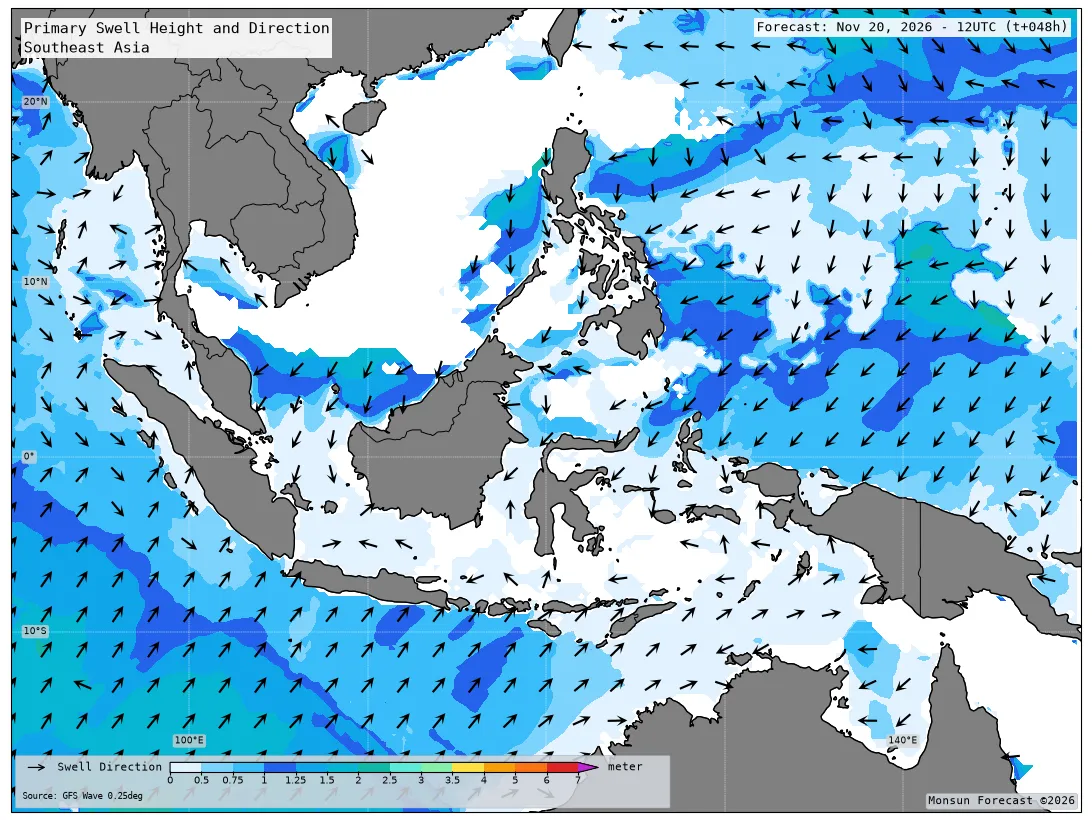 Primary Swell Height and Direction
Southeast Asia
Forecast: Nov 20, 2026 - 12UTC (t+048h)
20°N
10°N
0°
10°S
100°E
140°E
Swell Direction
0 0.5 0.75 1 1.25 1.5 2 2.5 3 3.5 4 5 6 7
meter
Source: GFS Wave 0.25deg
Monsun Forecast ©2026